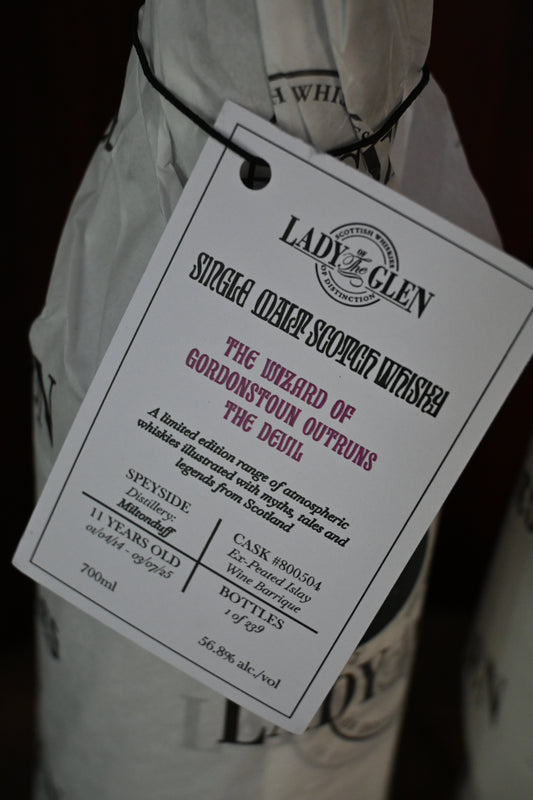 H WHIS
LADY OF The GLEN
SCOTTISH WHISKIES
OF DISTINCTION
SINGLE MALT SCOTCH WHISKY
THE WIZARD OF
GORDONSTOUN OUTRUNS
THE DEVIL
A limited edition range of atmospheric
whiskies illustrated with myths, tales and
legends from Scotland
SPEYSIDE
Distillery:
Miltonduff
CASK #800504
Ex-Peated Islay
Wine Barrique
11 YEARS OLD
01/04/14 - 03/07/25
BOTTLES
1 of 239
700ml
56.8% alc./vol
LADY